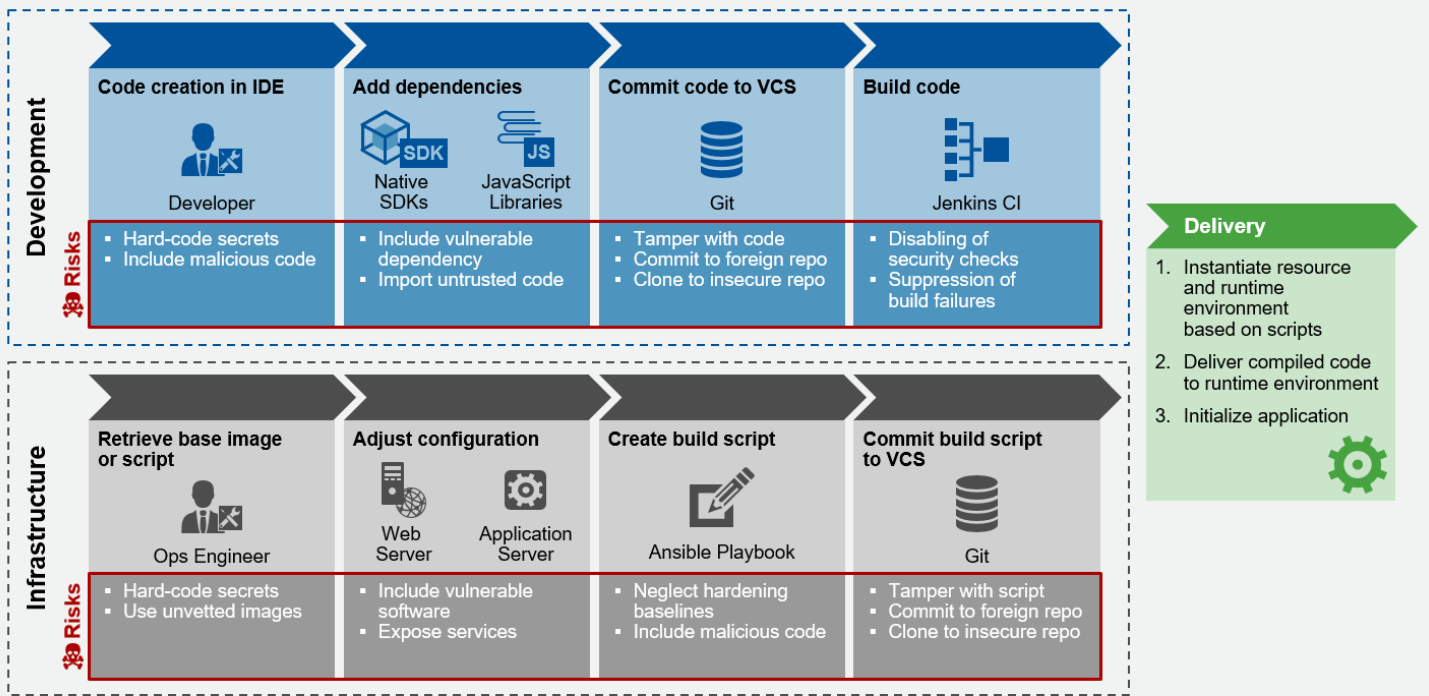 Development
Code creation in IDE
Developer
Add dependencies
SDK
Native
SDKs
JS
JavaScript
Libraries
Commit code to VCS
Git
Build code
Jenkins CI
Risks
▪ Hard-code secrets
▪ Include malicious code
▪ Include vulnerable
dependency
▪ Import untrusted code
▪ Tamper with code
▪ Commit to foreign repo
▪ Clone to insecure repo
▪ Disabling of
security checks
▪ Suppression of
build failures
Infrastructure
Retrieve base image
or script
Ops Engineer
Adjust configuration
Web
Server
Application
Server
Create build script
Ansible Playbook
Commit build script
to VCS
Git
Risks
▪ Hard-code secrets
▪ Use unvetted images
▪ Include vulnerable
software
▪ Expose services
▪ Neglect hardening
baselines
▪ Include malicious code
▪ Tamper with script
▪ Commit to foreign repo
▪ Clone to insecure repo
Delivery
1. Instantiate resource
and runtime
environment
based on scripts
2. Deliver compiled code
to runtime environment
3. Initialize application